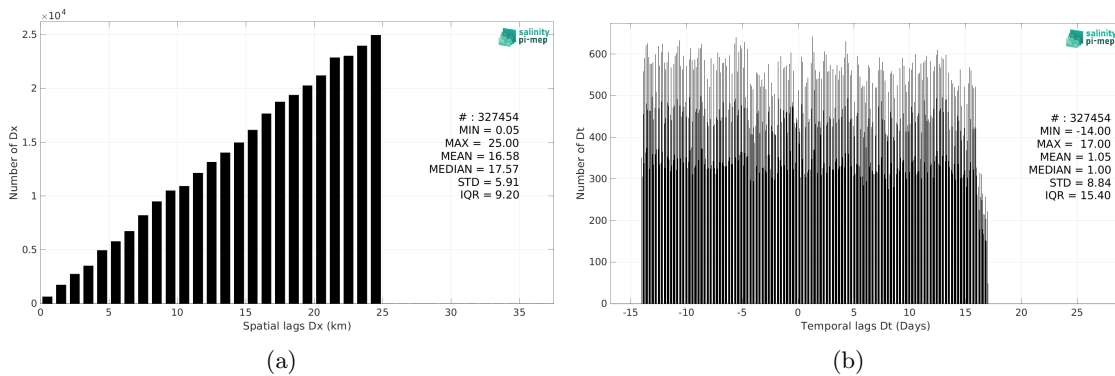 ×10⁴
2.5
2
1.5
1
0.5
0
0 5 10 15 20 25 30 35
Number of Dx
Spatial lags Dx (km)
salinity
pi-mep
# : 327454
MIN = 0.05
MAX = 25.00
MEAN = 16.58
MEDIAN = 17.57
STD = 5.91
IQR = 9.20
(a)
600
500
400
300
200
100
0
-15 -10 -5 0 5 10 15 20 25
Number of Dt
Temporal lags Dt (Days)
salinity
pi-mep
# : 327454
MIN = -14.00
MAX = 17.00
MEAN = 1.05
MEDIAN = 1.00
STD = 8.84
IQR = 15.40
(b)